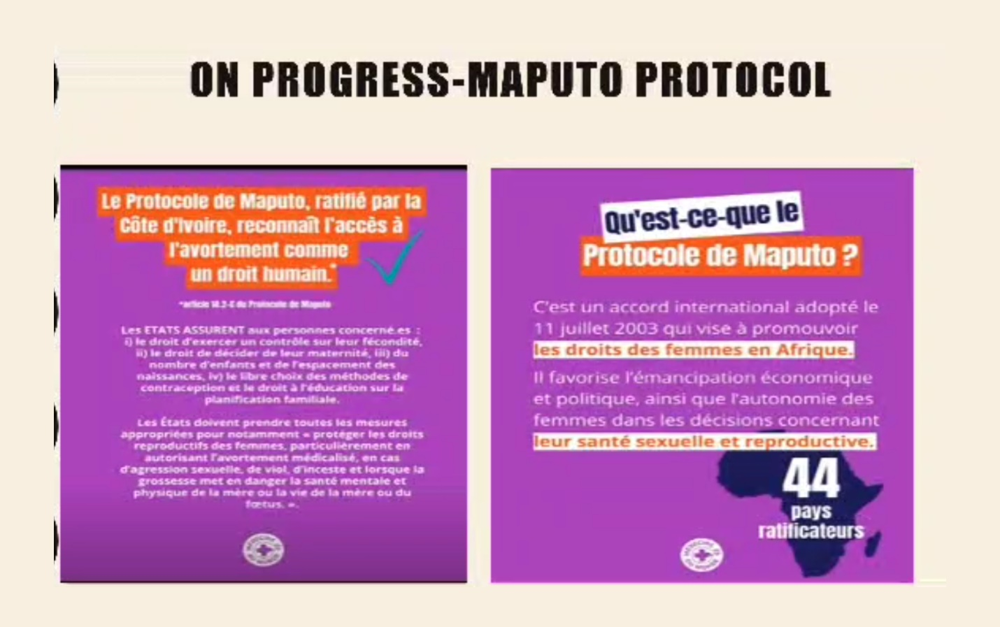 ON PROGRESS-MAPUTO PROTOCOL
Le Protocole de Maputo, ratifié par la
Côte d'Ivoire, reconnaît l'accès à
l'avortement comme
un droit humain.*
*article 14.2-C du Protocole de Maputo
Les ETATS ASSURENT aux personnes concerné.es :
i) le droit d'exercer un contrôle sur leur fécondité,
ii) le droit de décider de leur maternité, iii) du
nombre d'enfants et de l'espacement des
naissances, iv) le libre choix des méthodes de
contraception et le droit à l'éducation sur la
planification familiale.
Les États doivent prendre toutes les mesures
appropriées pour notamment « protéger les droits
reproductifs des femmes, particulièrement en
autorisant l'avortement médicalisé, en cas
d'agression sexuelle, de viol, d'inceste et lorsque la
grossesse met en danger la santé mentale et
physique de la mère ou la vie de la mère ou du
fœtus. ».
Qu'est-ce-que le
Protocole de Maputo ?
C'est un accord international adopté le
11 juillet 2003 qui vise à promouvoir
les droits des femmes en Afrique.
Il favorise l'émancipation économique
et politique, ainsi que l'autonomie des
femmes dans les décisions concernant
leur santé sexuelle et reproductive.
44
pays
ratificateurs